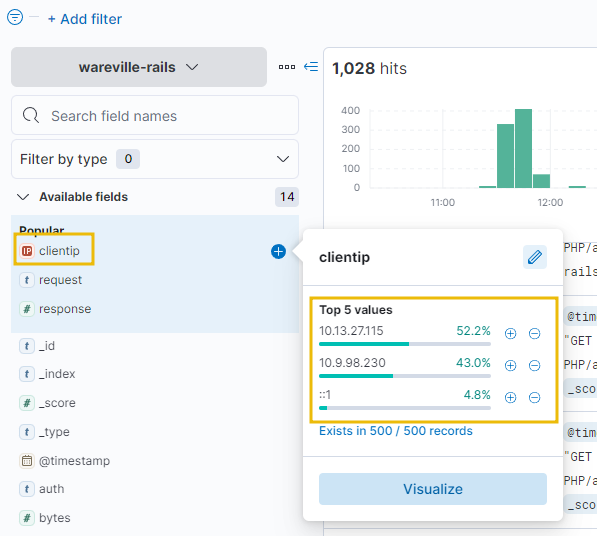 + Add filter
wareville-rails
1,028 hits
Search field names
Filter by type 0
Available fields 14
Popular
IP clientip
t request
# response
t _id
t _index
# _score
t _type
@timestamp
t auth
t bytes
400
300
200
100
0
11:00 12:00
clientip
Top 5 values
10.13.27.115 52.2%
10.9.98.230 43.0%
::1 4.8%
Exists in 500 / 500 records
Visualize
PHP/a
rails
@tim
"GET
PHP/a
_sco
@tim
"GET
PHP/a
_sco